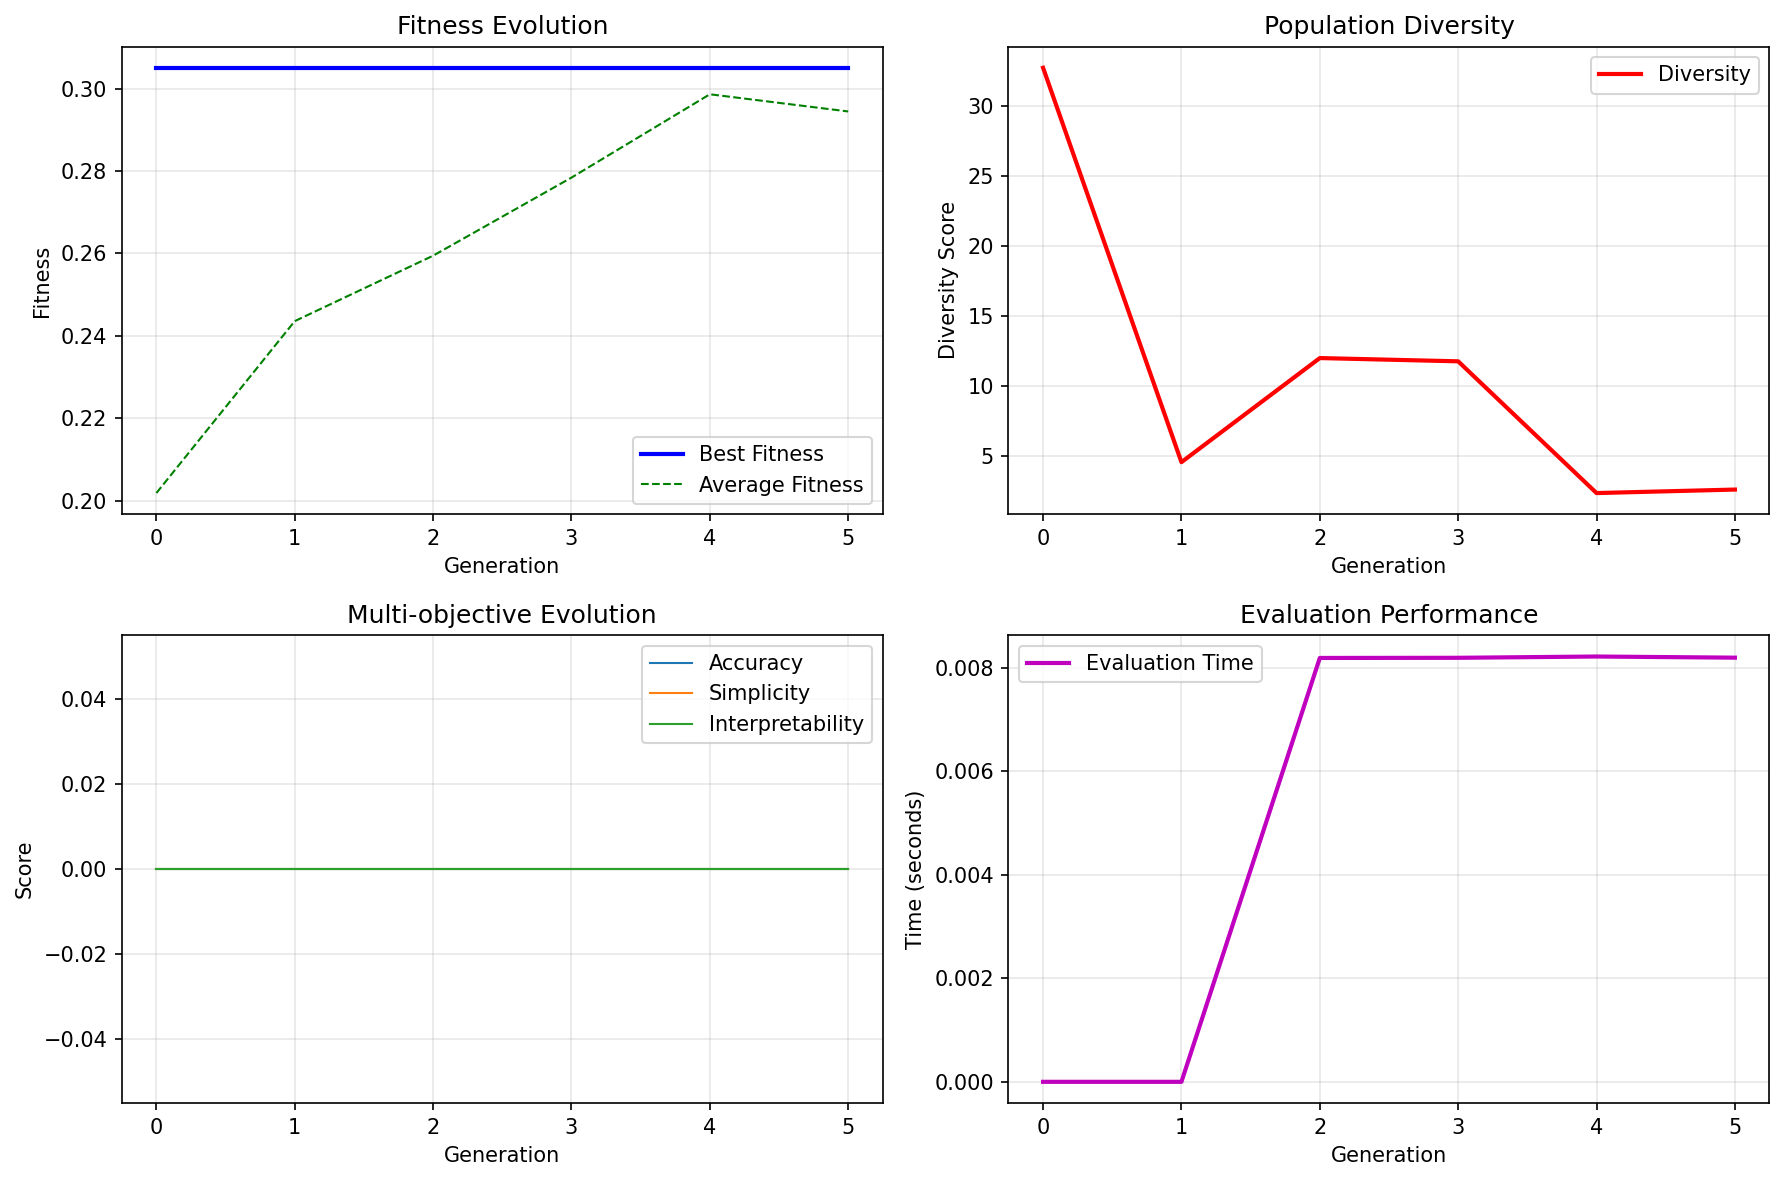 Fitness Evolution
Fitness
0.30
0.28
0.26
0.24
0.22
0.20
Best Fitness
Average Fitness
0 1 2 3 4 5
Generation
Population Diversity
Diversity Score
30
25
20
15
10
5
Diversity
0 1 2 3 4 5
Generation
Multi-objective Evolution
Score
0.04
0.02
0.00
−0.02
−0.04
Accuracy
Simplicity
Interpretability
0 1 2 3 4 5
Generation
Evaluation Performance
Time (seconds)
0.008
0.006
0.004
0.002
0.000
Evaluation Time
0 1 2 3 4 5
Generation